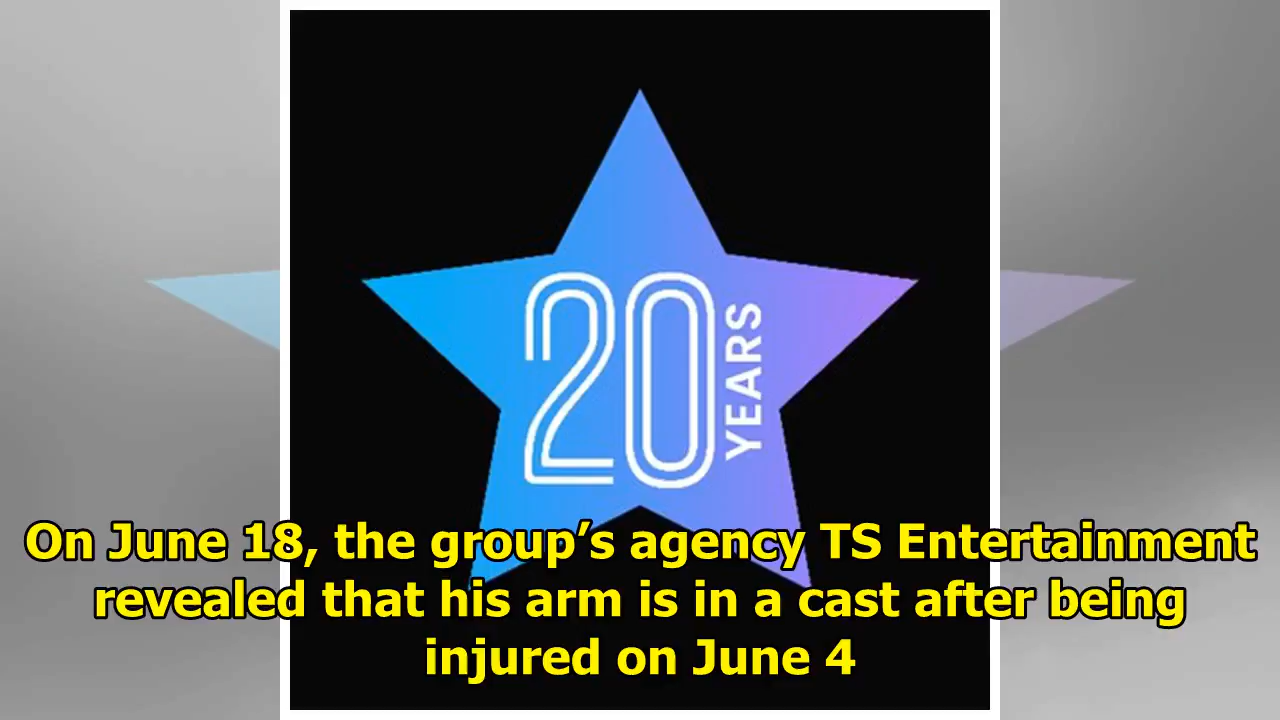 20
YEARS
On June 18, the group’s agency TS Entertainment
revealed that his arm is in a cast after being
injured on June 4